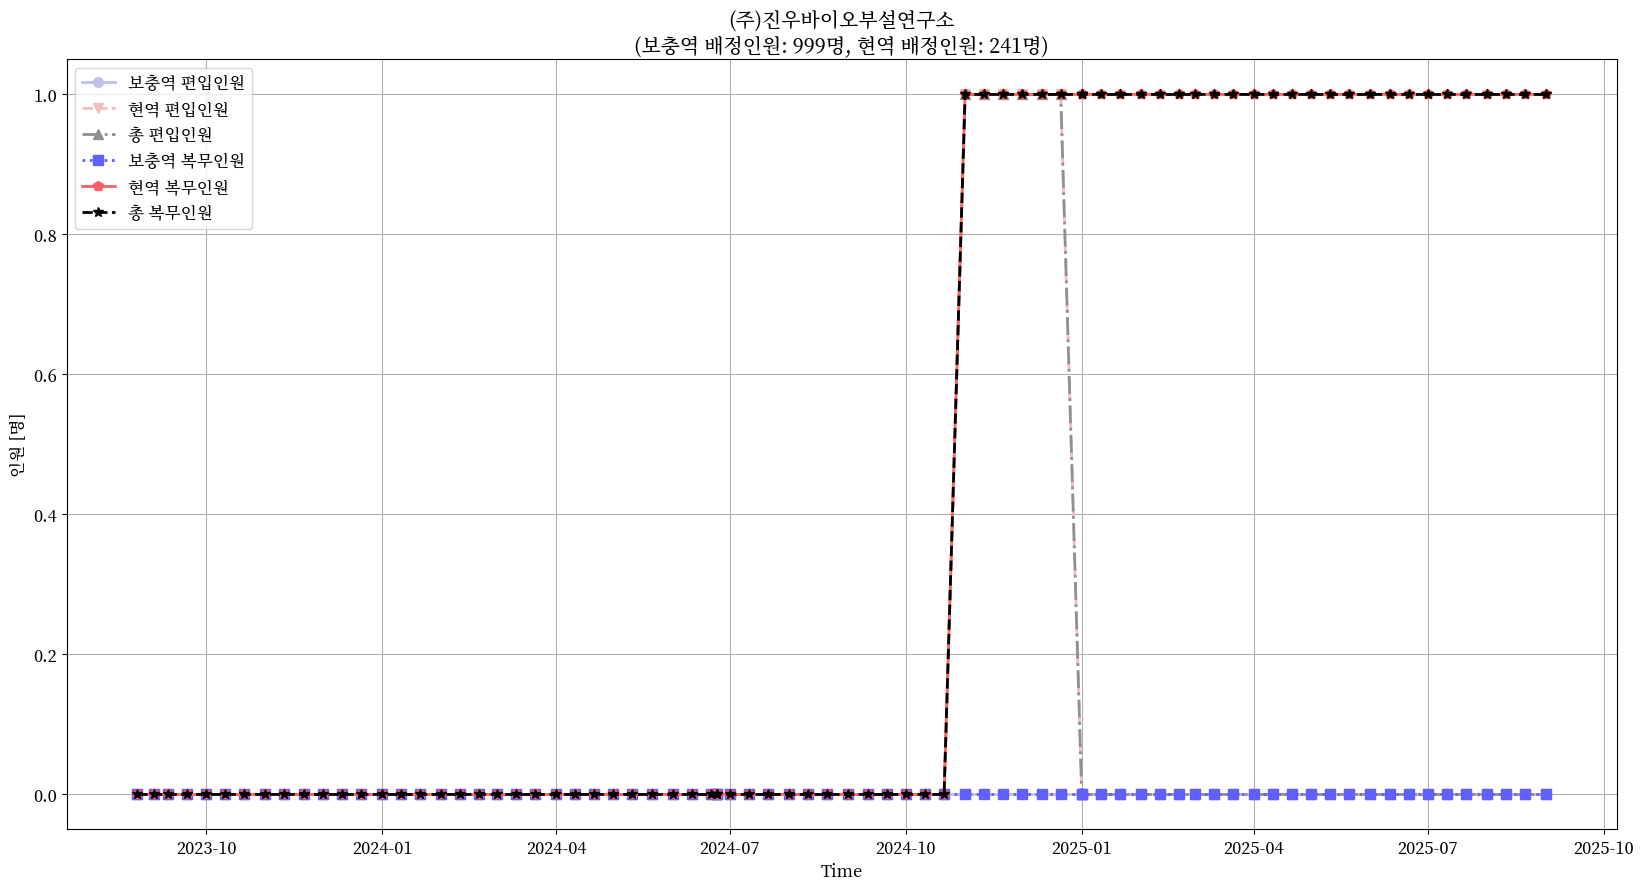 (주)진우바이오부설연구소
(보충역 배정인원: 999명, 현역 배정인원: 241명)
보충역 편입인원
현역 편입인원
총 편입인원
보충역 복무인원
현역 복무인원
총 복무인원
1.0
0.8
0.6
0.4
0.2
0.0
인원 [명]
2023-10
2024-01
2024-04
2024-07
2024-10
2025-01
2025-04
2025-07
2025-10
Time